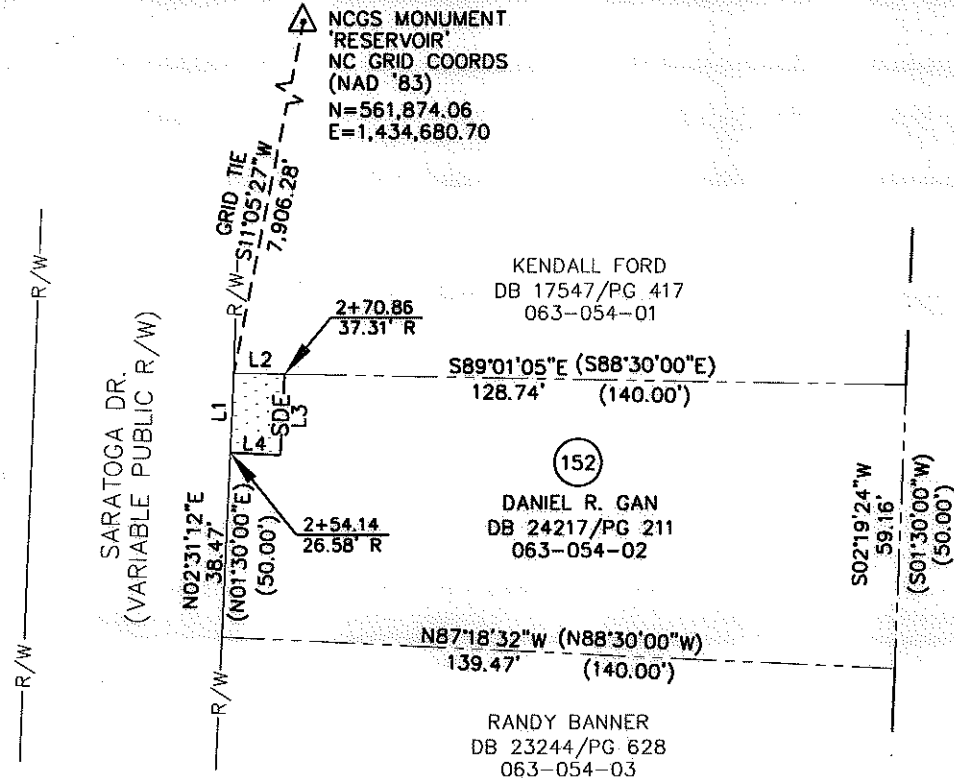 NCGS MONUMENT
'RESERVOIR'
NC GRID COORDS
(NAD '83)
N=561,874.06
E=1,434,680.70
GRID TIE
S11°05'27"W
7,906.28'
R/W
R/W
KENDALL FORD
DB 17547/PG 417
063-054-01
2+70.86
37.31' R
L2
S89°01'05"E (S88°30'00"E)
128.74' (140.00')
SARATOGA DR.
(VARIABLE PUBLIC R/W)
L1
SDE
L3
L4
152
DANIEL R. GAN
DB 24217/PG 211
063-054-02
2+54.14
26.58' R
N02°31'12"E
38.47'
(N01°30'00"E)
(50.00')
S02°19'24"W
59.16'
(S01°30'00"W)
(50.00')
N87°18'32"W (N88°30'00"W)
139.47' (140.00')
R/W
R/W
RANDY BANNER
DB 23244/PG 628
063-054-03